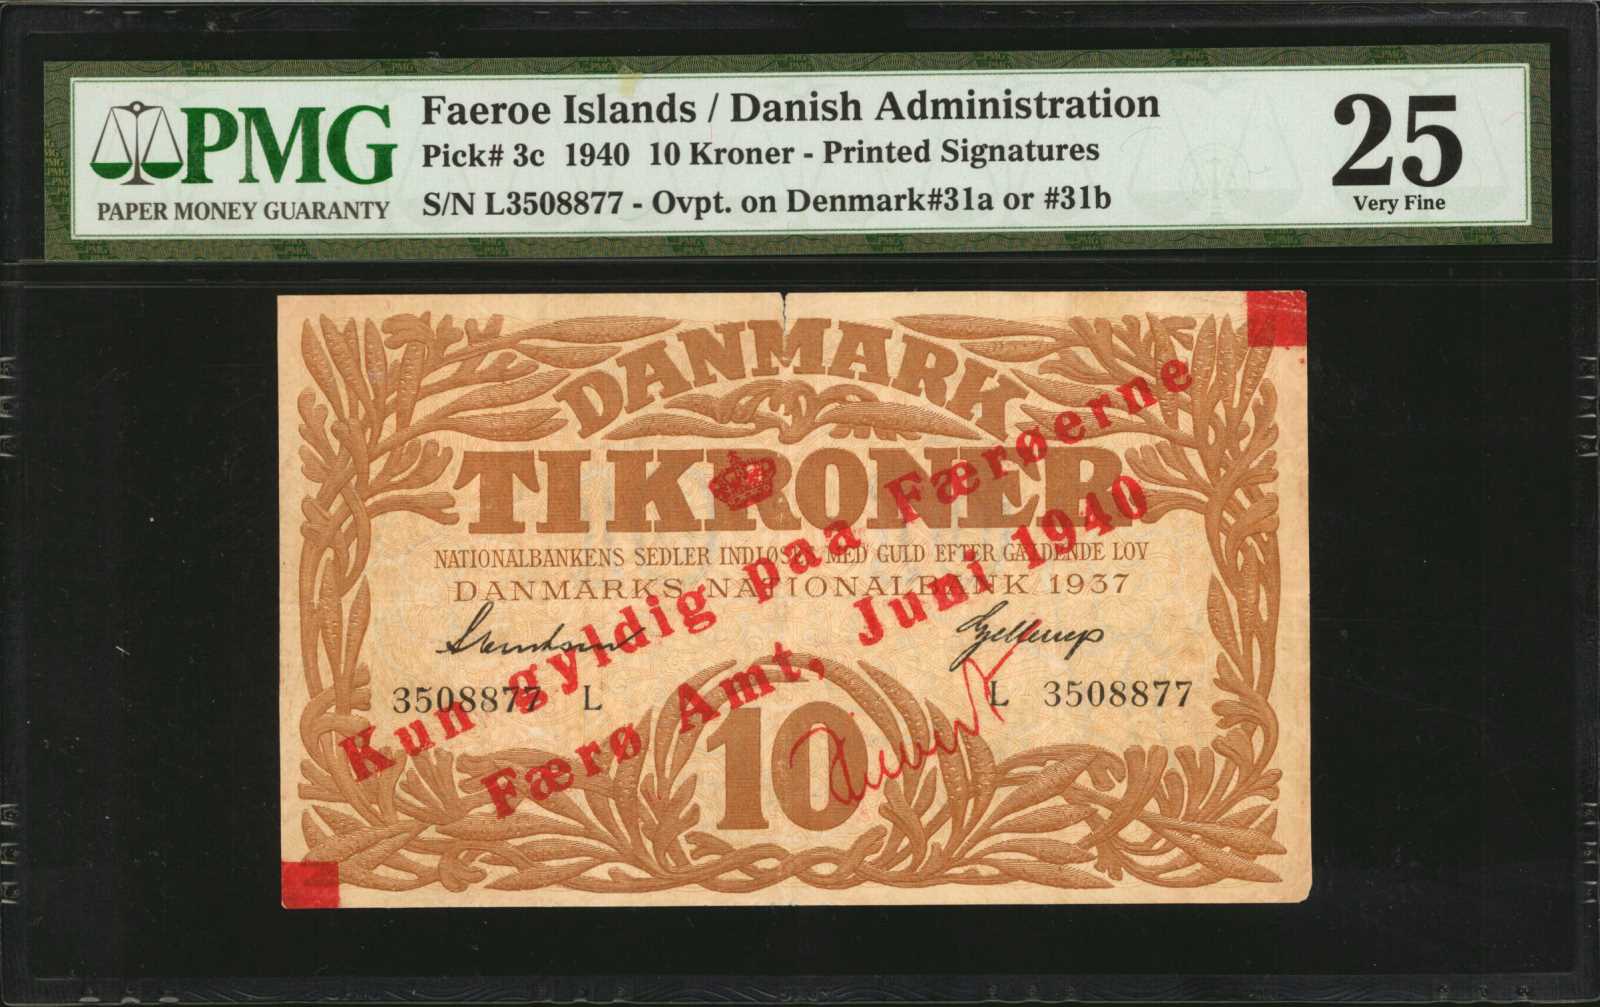 PMG
PAPER MONEY GUARANTY
Faeroe Islands / Danish Administration
Pick# 3c 1940 10 Kroner - Printed Signatures
S/N L3508877 - Ovpt. on Denmark#31a or #31b
25
Very Fine
DANMARK
TI KRONER
NATIONALBANKENS SEDLER INDLØSES MED GULD EFTER GÆLDENDE LOV
DANMARKS NATIONALBANK 1937
Svendsen Gjellerup
3508877 L L 3508877
10
Kun gyldig paa Færøerne
Færø Amt, Juni 1940